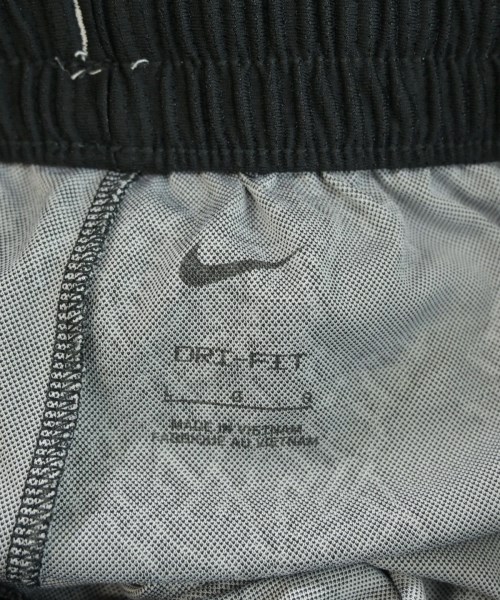 DRI-FIT
L G G
MADE IN VIETNAM
FABRIQUÉ AU VIETNAM